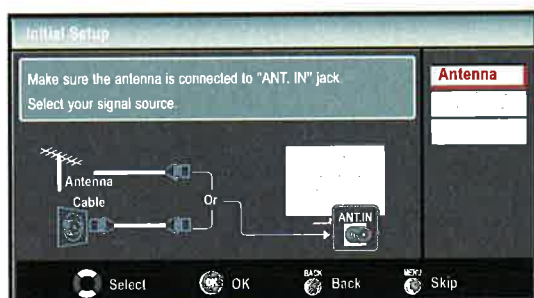 Initial Setup
Make sure the antenna is connected to "ANT. IN" jack
Select your signal source.
Antenna
Antenna
Cable
Or
ANT.IN
Select
OK OK
BACK Back
MENU Skip